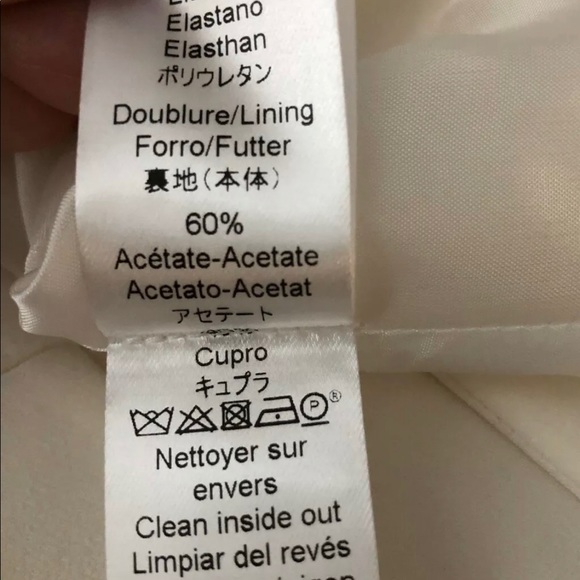 Elastano
Elasthan
ポリウレタン
Doublure/Lining
Forro/Futter
裏地(本体)
60%
Acétate-Acetate
Acetato-Acetat
アセテート
Cupro
キュプラ
P®
Nettoyer sur
envers
Clean inside out
Limpiar del revés